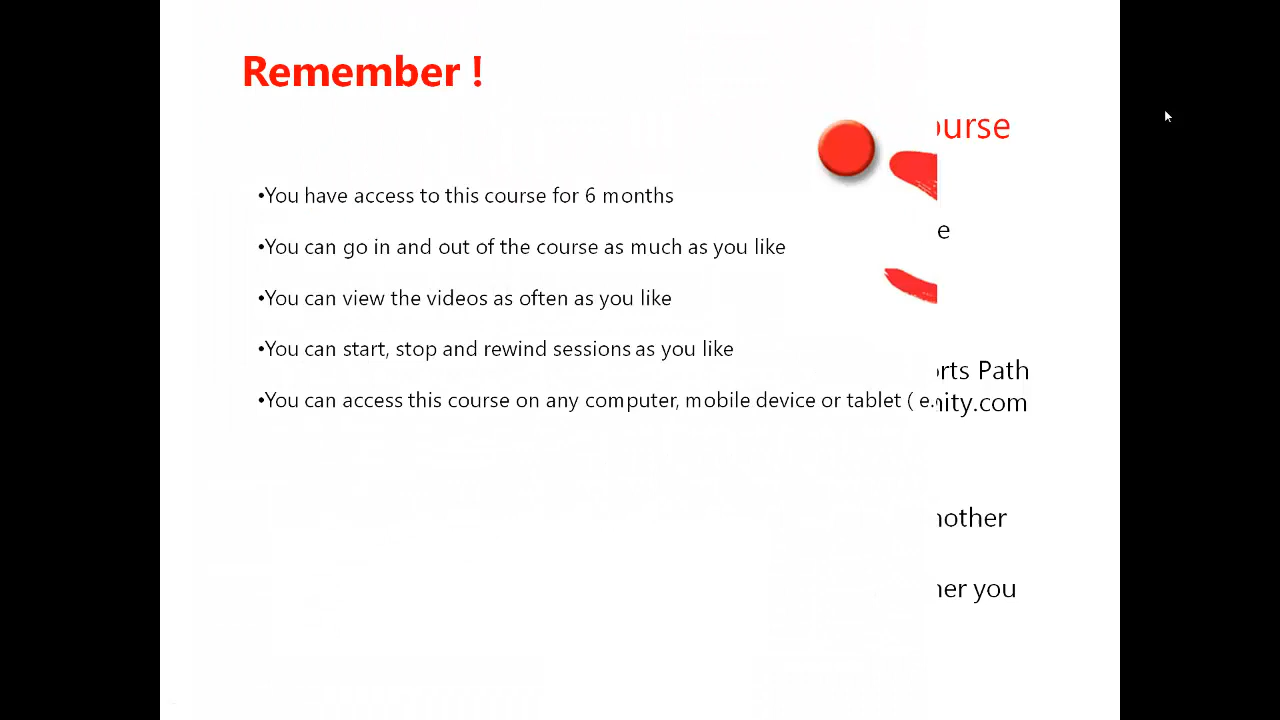 Remember !
ourse
•You have access to this course for 6 months
e
•You can go in and out of the course as much as you like
•You can view the videos as often as you like
•You can start, stop and rewind sessions as you like
rts Path
•You can access this course on any computer, mobile device or tablet ( e.
ity.com
nother
her you